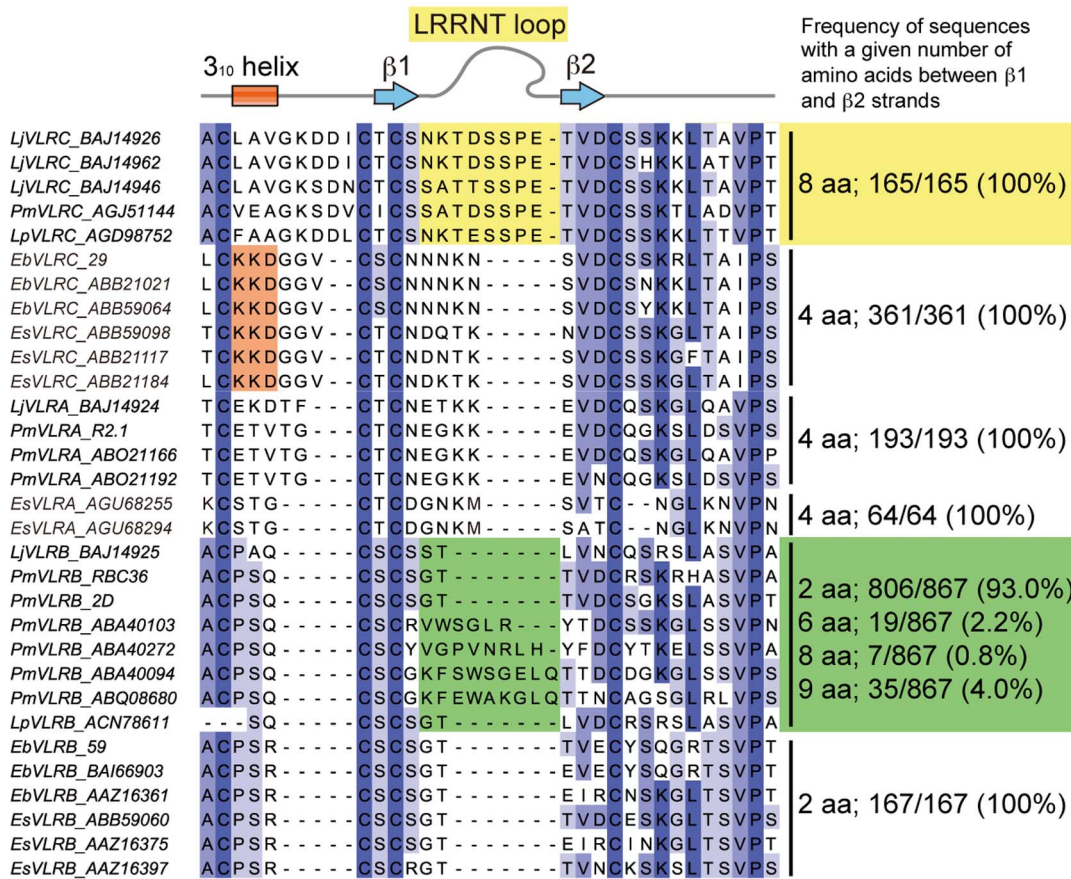 LRRNT loop
Frequency of sequences
with a given number of
amino acids between β1
and β2 strands
3₁₀ helix
β1
β2
LjVLRC_BAJ14926 ACLAVGKDDICTCSNKTDSSPE-TVDCSSKKLTAVPT
LjVLRC_BAJ14962 ACLAVGKDDICTCSNKTDSSPE-TVDCSHKKLATVPT
LjVLRC_BAJ14946 ACLAVGKSDNCTCSSATTSSPE-TVDCSSKKLTAVPT
PmVLRC_AGJ51144 ACVEAGKSDVCICSSATDSSPE-TVDCSSKTLADVPT
LpVLRC_AGD98752 ACFAAGKDDLCTCSNKTESSPE-TVDCSSKKLTTVPT
8 aa; 165/165 (100%)
EbVLRC_29 LCKKDGGV--CSCNNNKN-----SVDCSSKRLTAIPS
EbVLRC_ABB21021 LCKKDGGV--CSCNNNKN-----SVDCSNKKLTAIPS
EbVLRC_ABB59064 LCKKDGGV--CSCNNNKN-----SVDCSYKKLTAIPS
EsVLRC_ABB59098 TCKKDGGV--CTCNDQTK-----NVDCSSKGLTAIPS
EsVLRC_ABB21117 TCKKDGGV--CTCNDNTK-----SVDCSSKGFTAIPS
EsVLRC_ABB21184 LCKKDGGV--CTCNDKTK-----SVDCSSKGLTAIPS
4 aa; 361/361 (100%)
LjVLRA_BAJ14924 TCEKDTF---CTCNETKK-----EVDCQSKGLQAVPS
PmVLRA_R2.1 TCETVTG---CTCNEGKK-----EVDCQGKSLDSVPS
PmVLRA_ABO21166 TCETVTG---CTCNEGKK-----EVDCQGKSLQAVPP
PmVLRA_ABO21192 TCETVTG---CTCNEGKK-----EVNCQGKSLDSVPS
4 aa; 193/193 (100%)
EsVLRA_AGU68255 KCSTG-----CTCDGNKM-----SVTC--NGLKNVPN
EsVLRA_AGU68294 KCSTG-----CTCDGNKM-----SATC--NGLKNVPN
4 aa; 64/64 (100%)
LjVLRB_BAJ14925 ACPAQ-----CSCSST-------LVNCQSRSLASVPA
PmVLRB_RBC36 ACPSQ-----CSCSGT-------TVDCRSKRHASVPA
PmVLRB_2D ACPSQ-----CSCSGT-------TVDCSGKSLASVPA
PmVLRB_ABA40103 ACPSQ-----CSCRVWSGLR---YTDCSSKGLSSVPN
PmVLRB_ABA40272 ACPSQ-----CSCYVGPVNRLH-YFDCYTKELSSVPA
PmVLRB_ABA40094 ACPSQ-----CSCGKFSWSGELQTTDCDGKGLSSVPA
PmVLRB_ABQ08680 ACPSQ-----CSCGKFEWAKGLQTTNCAGSGLRLVPS
LpVLRB_ACN78611 ---SQ-----CSCSGT-------LVDCRSRSLASVPA
2 aa; 806/867 (93.0%)
6 aa; 19/867 (2.2%)
8 aa; 7/867 (0.8%)
9 aa; 35/867 (4.0%)
EbVLRB_59 ACPSR-----CSCSGT-------TVECYSQGRTSVPT
EbVLRB_BAI66903 ACPSR-----CSCSGT-------EVECYSQGRTSVPT
EbVLRB_AAZ16361 ACPSR-----CSCSGT-------EIRCNSKGLTSVPT
EsVLRB_ABB59060 ACPSR-----CSCSGT-------TVDCESKGLTSVPS
EsVLRB_AAZ16375 ACPSR-----CSCSGT-------EIRCINKGLTSVPT
EsVLRB_AAZ16397 ACPSR-----CSCRGT-------TVNCKSKSLTSVPS
2 aa; 167/167 (100%)